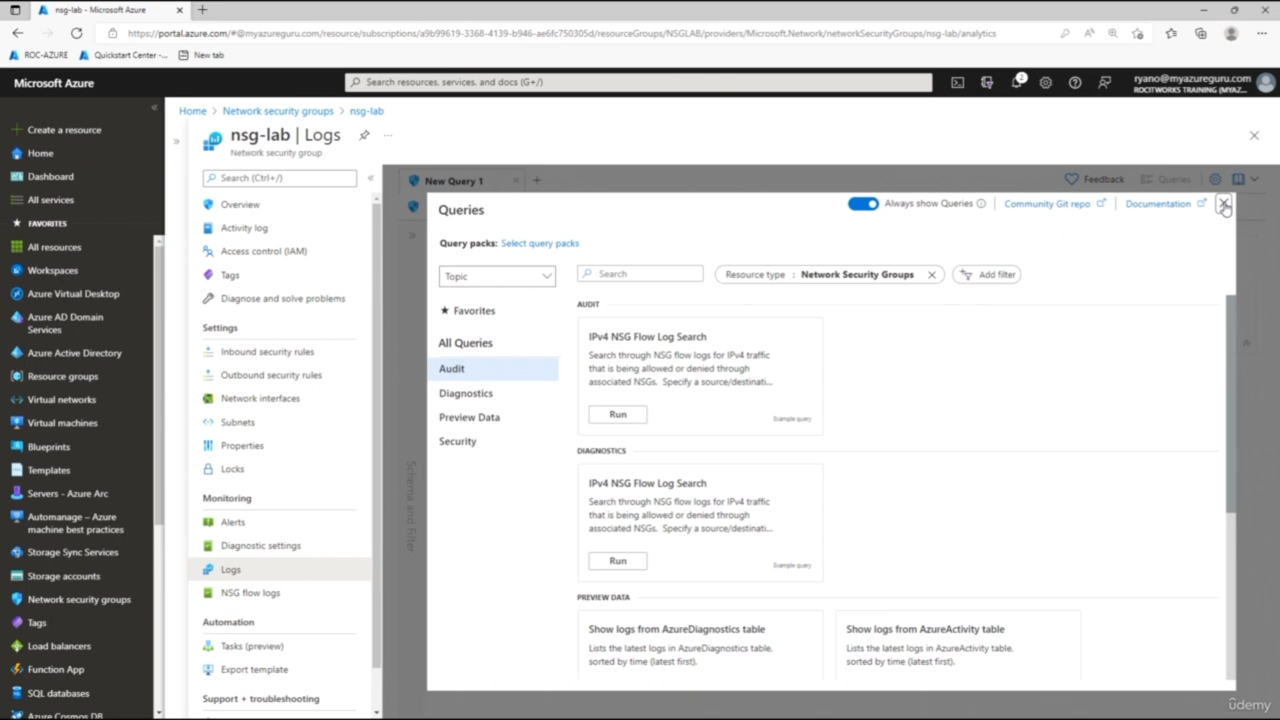 nsg-lab - Microsoft Azure
https://portal.azure.com/#@myazureguru.com/resource/subscriptions/a9b99619-3368-4139-b946-ae6fc750305d/resourceGroups/NSGLAB/providers/Microsoft.Network/networkSecurityGroups/nsg-lab/analytics
ROC-AZURE
Quickstart Center -...
New tab
Microsoft Azure
Search resources, services, and docs (G+/)
2
ryano@myazureguru.com
ROCITWORKS TRAINING (MYAZ...
Create a resource
Home
Dashboard
All services
FAVORITES
All resources
Workspaces
Azure Virtual Desktop
Azure AD Domain
Services
Azure Active Directory
Resource groups
Virtual networks
Virtual machines
Blueprints
Templates
Servers - Azure Arc
Automanage – Azure
machine best practices
Storage Sync Services
Storage accounts
Network security groups
Tags
Load balancers
Function App
SQL databases
Azure Cosmos DB
Home > Network security groups > nsg-lab
nsg-lab | Logs
Network security group
Search (Ctrl+/)
Overview
Activity log
Access control (IAM)
Tags
Diagnose and solve problems
Settings
Inbound security rules
Outbound security rules
Network interfaces
Subnets
Properties
Locks
Monitoring
Alerts
Diagnostic settings
Logs
NSG flow logs
Automation
Tasks (preview)
Export template
Support + troubleshooting
New Query 1
Feedback
Queries
Schema and Filter
Queries
Always show Queries
Community Git repo
Documentation
Query packs: Select query packs
Topic
Search
Resource type : Network Security Groups
Add filter
Favorites
All Queries
Audit
Diagnostics
Preview Data
Security
AUDIT
IPv4 NSG Flow Log Search
Search through NSG flow logs for IPv4 traffic
that is being allowed or denied through
associated NSGs. Specify a source/destinati...
Run
Example query
DIAGNOSTICS
IPv4 NSG Flow Log Search
Search through NSG flow logs for IPv4 traffic
that is being allowed or denied through
associated NSGs. Specify a source/destinati...
Run
Example query
PREVIEW DATA
Show logs from AzureDiagnostics table
Lists the latest logs in AzureDiagnostics table,
sorted by time (latest first).
Show logs from AzureActivity table
Lists the latest logs in AzureActivity table,
sorted by time (latest first).
udemy